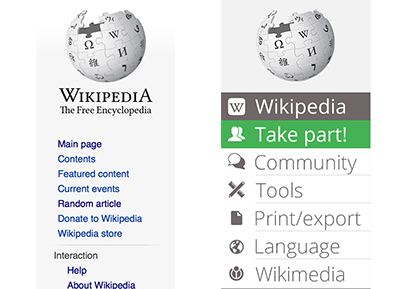 WIKIPEDIA
The Free Encyclopedia
Main page
Contents
Featured content
Current events
Random article
Donate to Wikipedia
Wikipedia store
Interaction
Help
About Wikipedia
W Wikipedia
Take part!
Community
Tools
Print/export
Language
Wikimedia